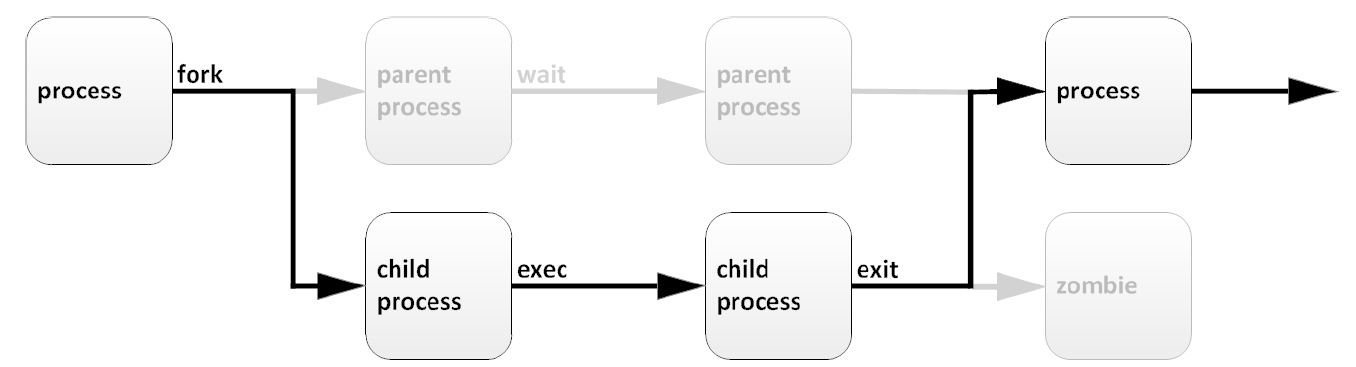 process
fork
parent
process
wait
parent
process
process
child
process
exec
child
process
exit
zombie